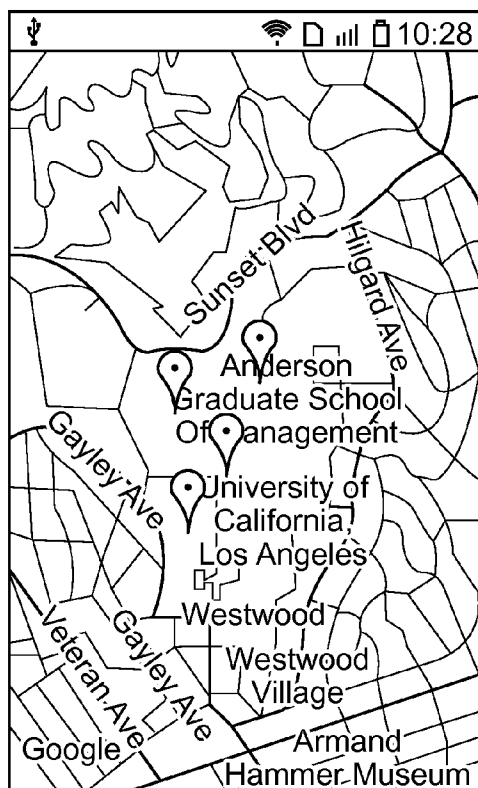 10:28
Sunset Blvd
Hilgard Ave
Anderson
Graduate School
Of Management
Gayley Ave
University of
California,
Los Angeles
Westwood
Gayley Ave
Veteran Ave
Westwood
Village
Google
Armand
Hammer Museum